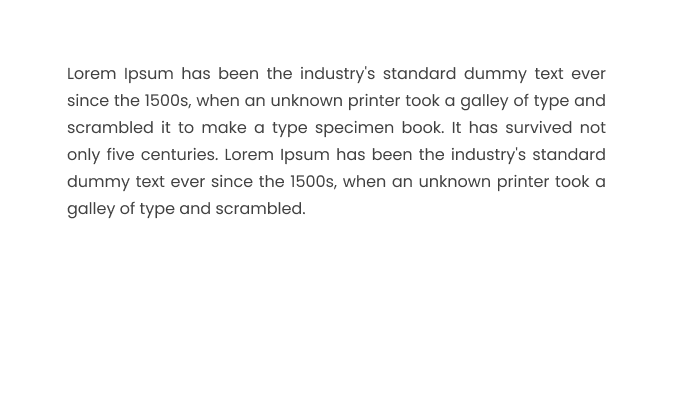 Lorem Ipsum has been the industry's standard dummy text ever
since the 1500s, when an unknown printer took a galley of type and
scrambled it to make a type specimen book. It has survived not
only five centuries. Lorem Ipsum has been the industry's standard
dummy text ever since the 1500s, when an unknown printer took a
galley of type and scrambled.